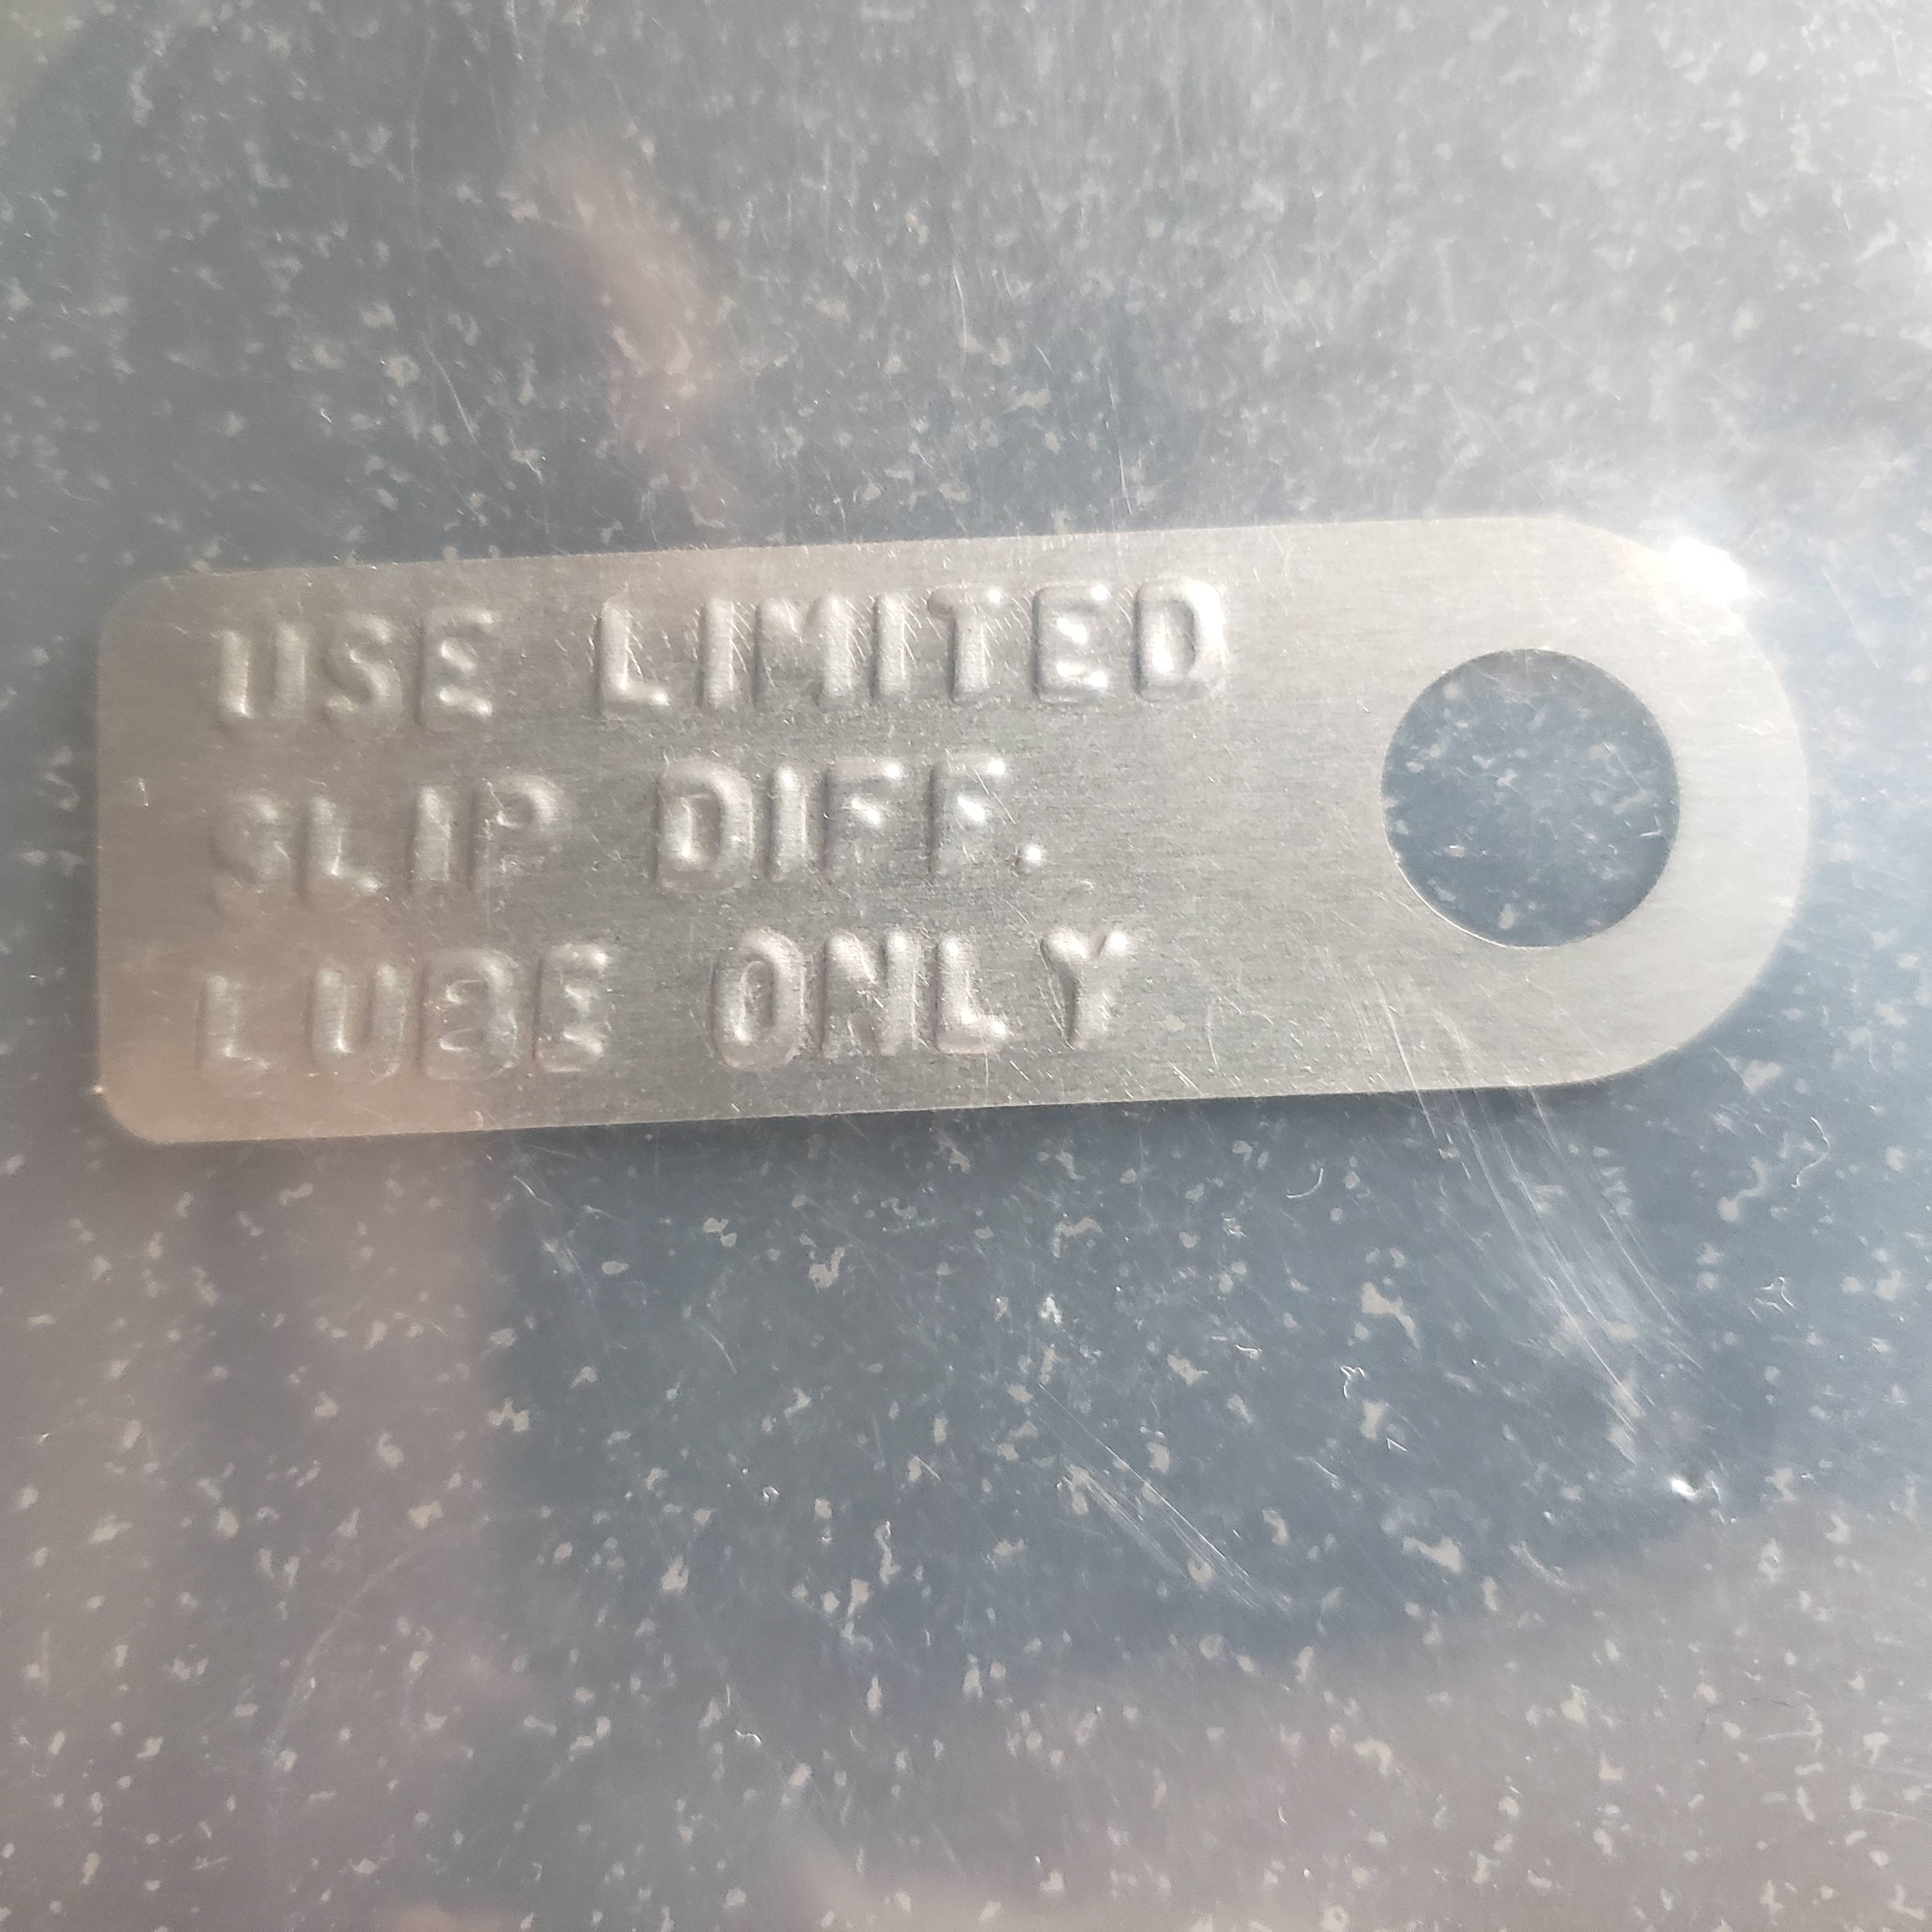 USE LIMITED
SLIP DIFF.
LUBE ONLY